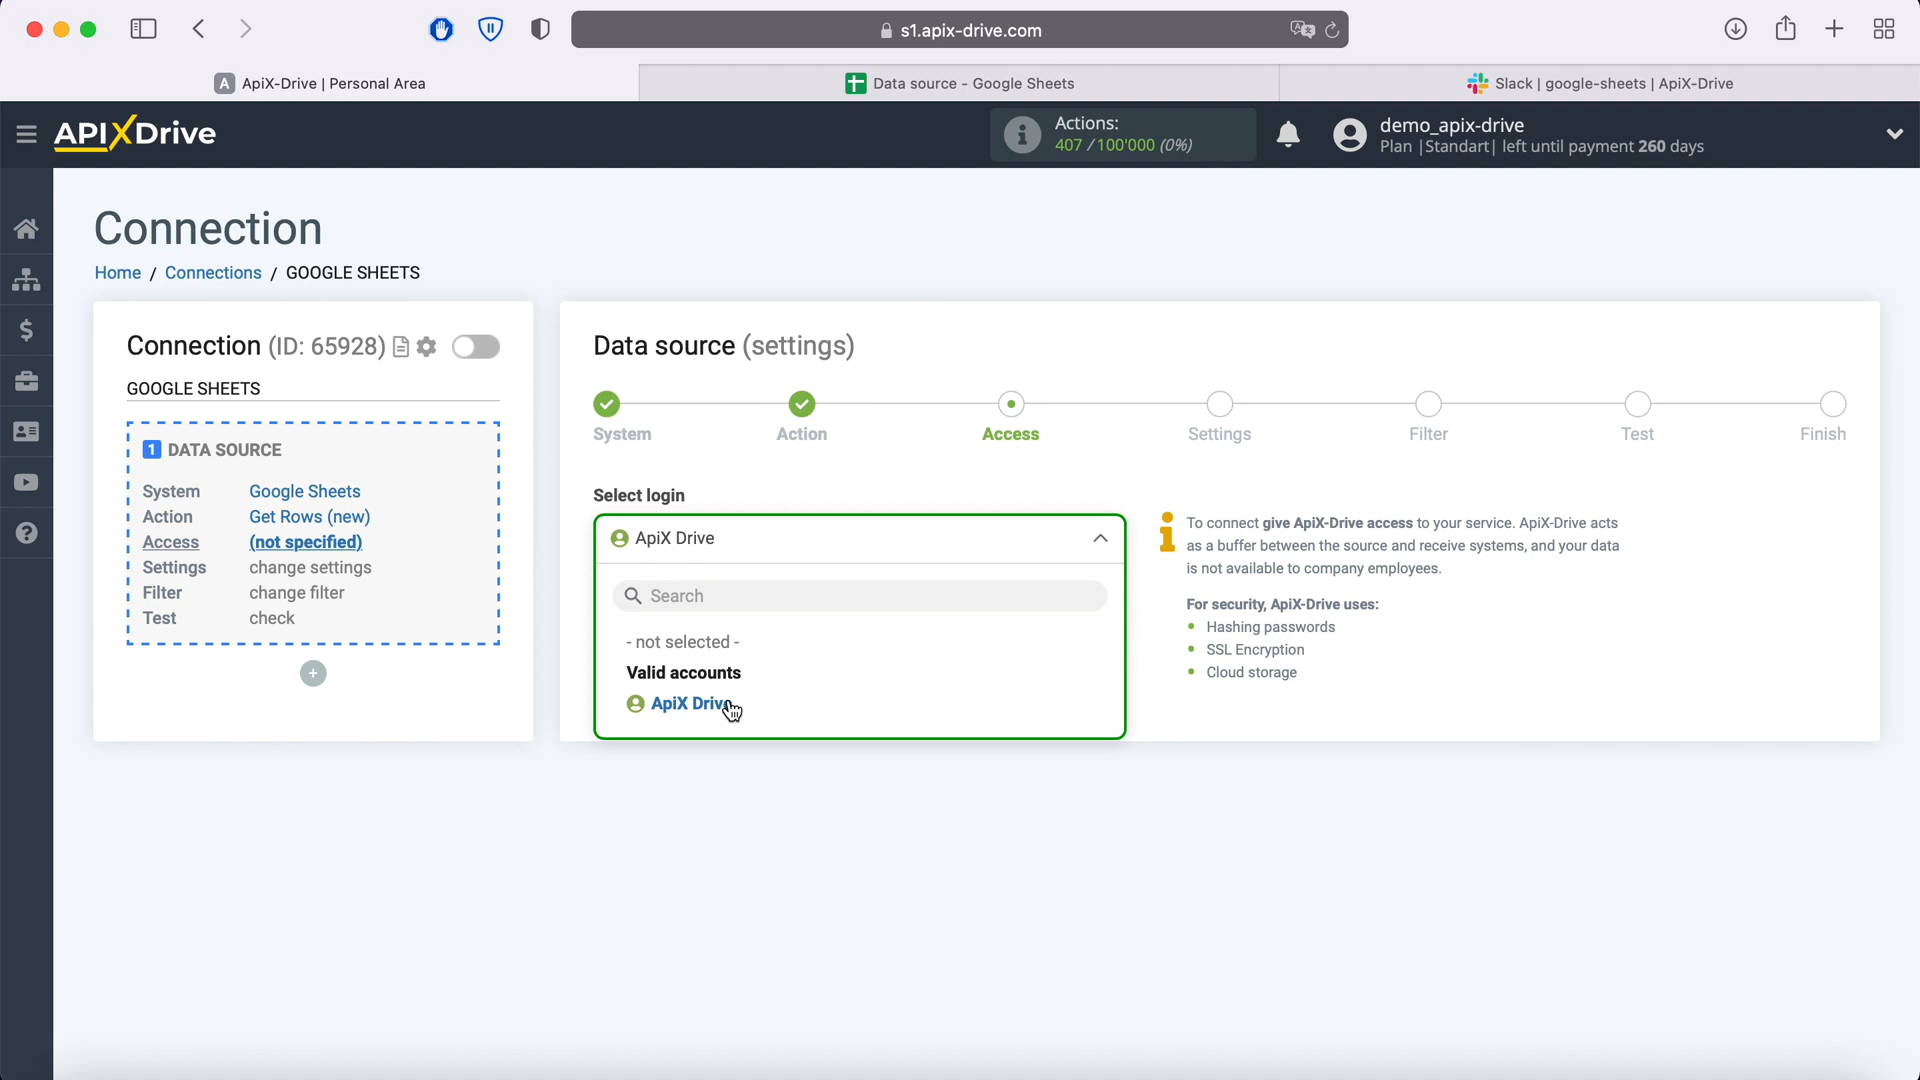 s1.apix-drive.com
A ApiX-Drive | Personal Area
Data source - Google Sheets
Slack | google-sheets | ApiX-Drive
APIXDrive
Actions:
407 / 100'000 (0%)
demo_apix-drive
Plan |Standart| left until payment 260 days
Connection
Home / Connections / GOOGLE SHEETS
Connection (ID: 65928)
GOOGLE SHEETS
1 DATA SOURCE
System Google Sheets
Action Get Rows (new)
Access (not specified)
Settings change settings
Filter change filter
Test check
Data source (settings)
System Action Access Settings Filter Test Finish
Select login
ApiX Drive
Search
- not selected -
Valid accounts
ApiX Drive
To connect give ApiX-Drive access to your service. ApiX-Drive acts
as a buffer between the source and receive systems, and your data
is not available to company employees.
For security, ApiX-Drive uses:
Hashing passwords
SSL Encryption
Cloud storage